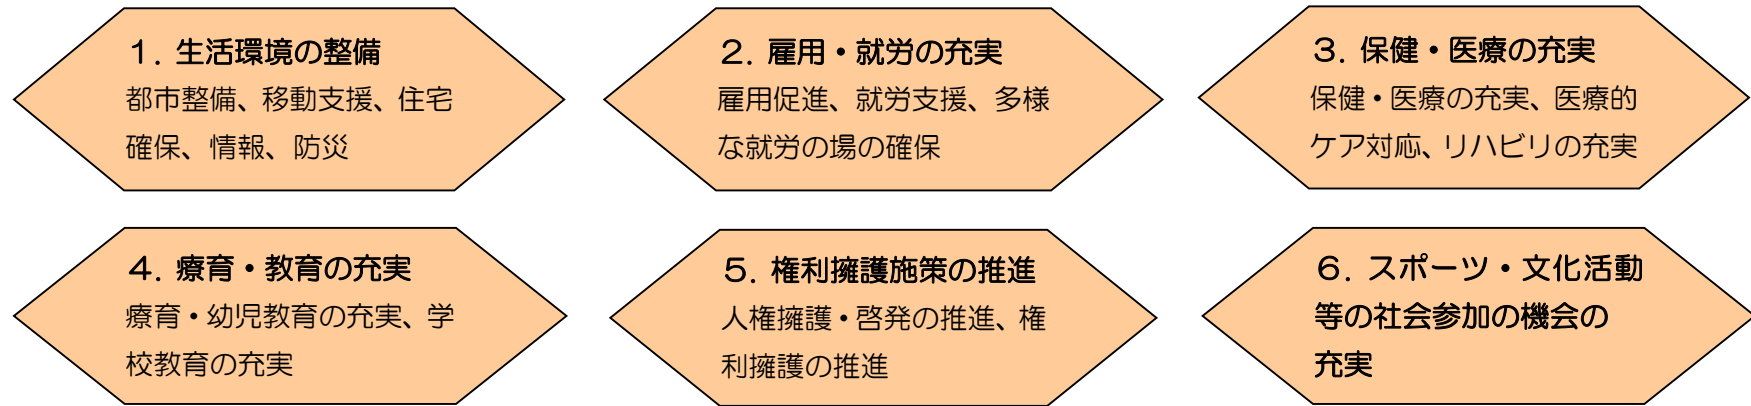 1. 生活環境の整備
都市整備、移動支援、住宅
確保、情報、防災
2. 雇用・就労の充実
雇用促進、就労支援、多様
な就労の場の確保
3. 保健・医療の充実
保健・医療の充実、医療的
ケア対応、リハビリの充実
4. 療育・教育の充実
療育・幼児教育の充実、学
校教育の充実
5. 権利擁護施策の推進
人権擁護・啓発の推進、権
利擁護の推進
6. スポーツ・文化活動
等の社会参加の機会の
充実